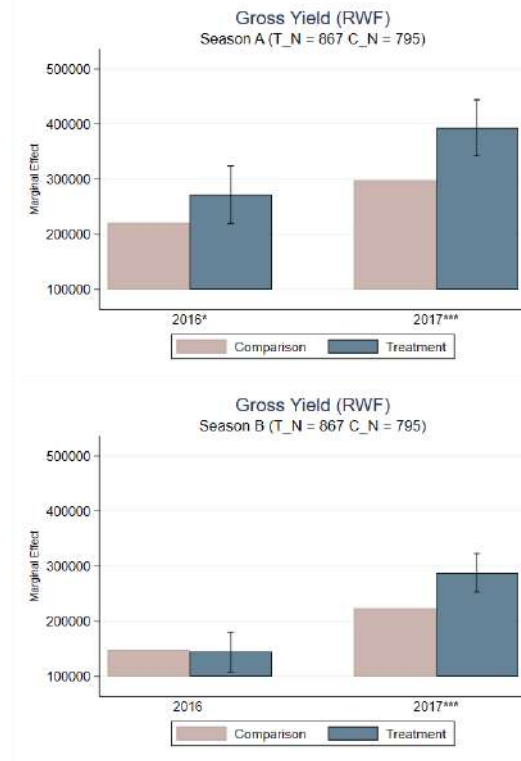 Gross Yield (RWF)
Season A (T_N = 867 C_N = 795)
Marginal Effect
500000
400000
300000
200000
100000
2016* 2017***
Comparison Treatment
Gross Yield (RWF)
Season B (T_N = 867 C_N = 795)
Marginal Effect
500000
400000
300000
200000
100000
2016 2017***
Comparison Treatment